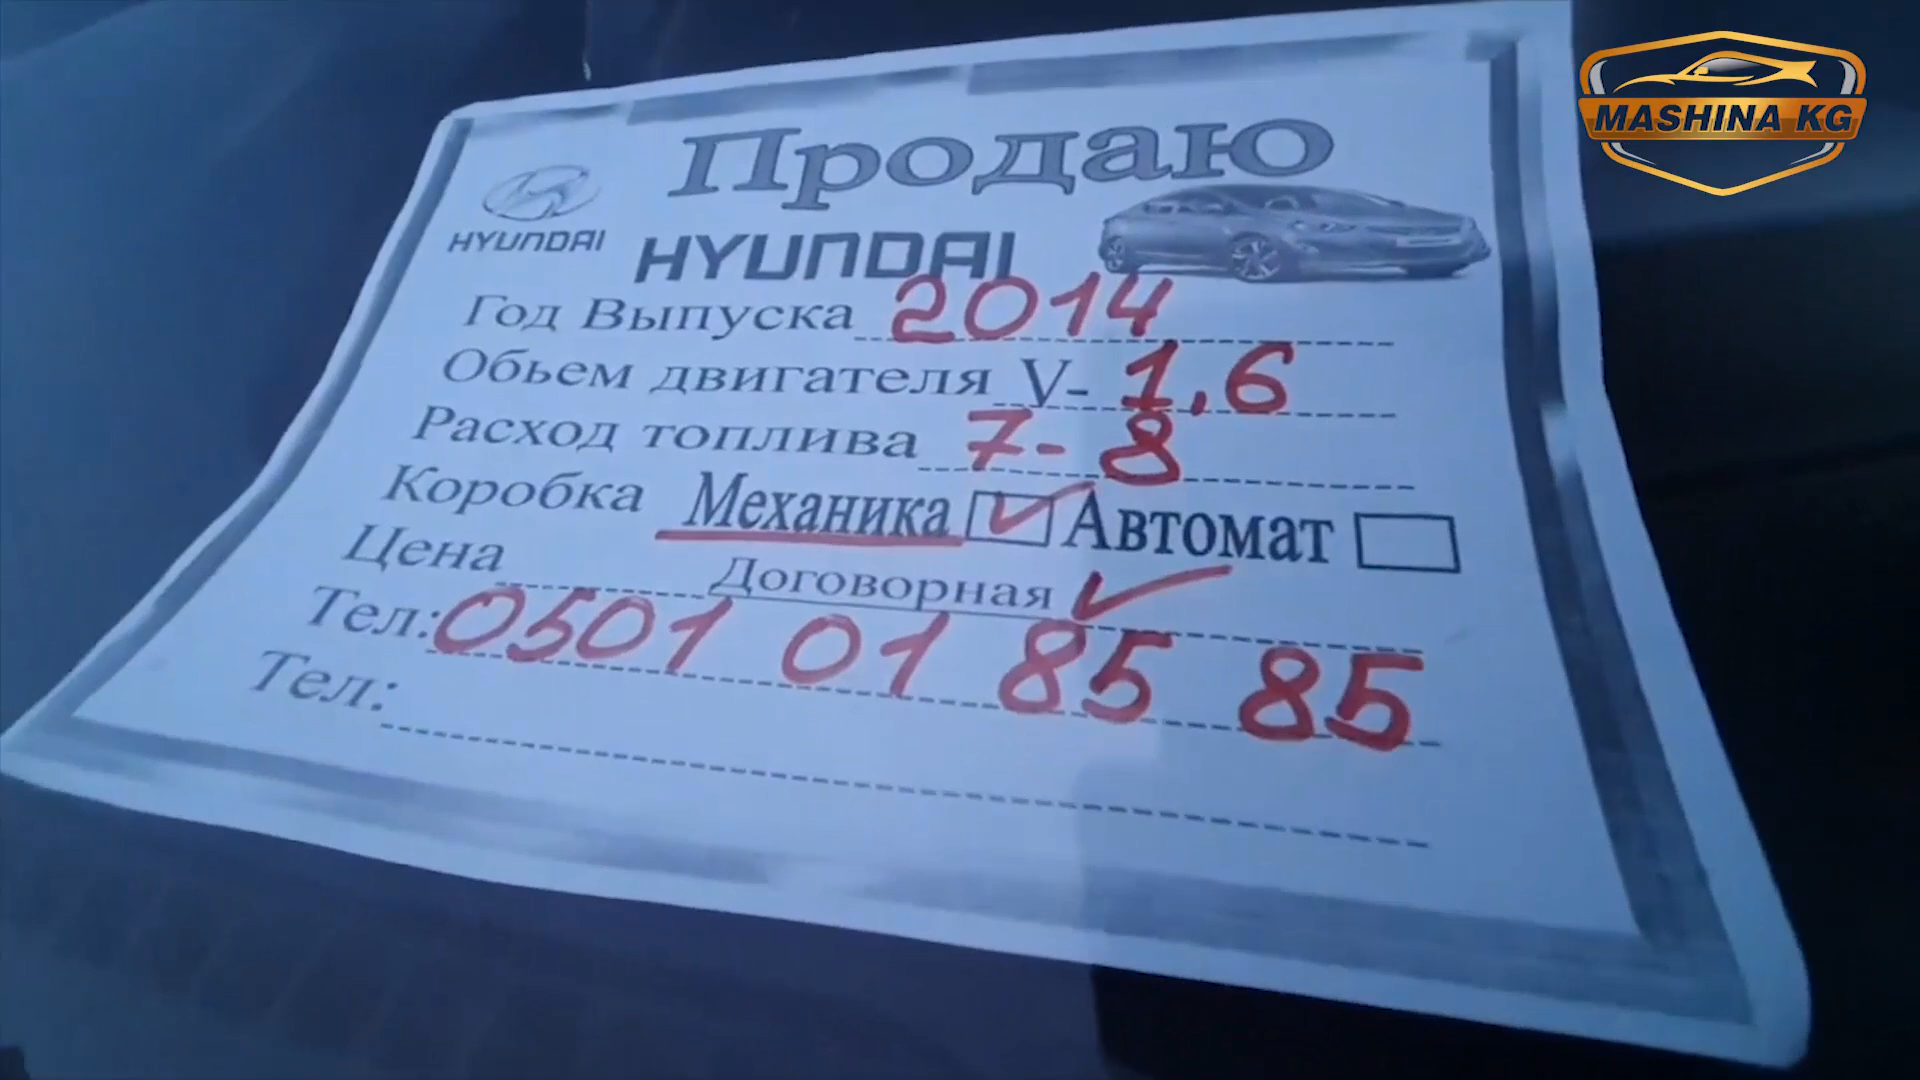 MASHINA KG
Продаю
HYUNDAI HYUNDAI
Год Выпуска 2014
Обьем двигателя V- 1,6
Расход топлива 7-8
Коробка Механика Автомат
Цена Договорная
Тел: 0501 01 85 85
Тел: